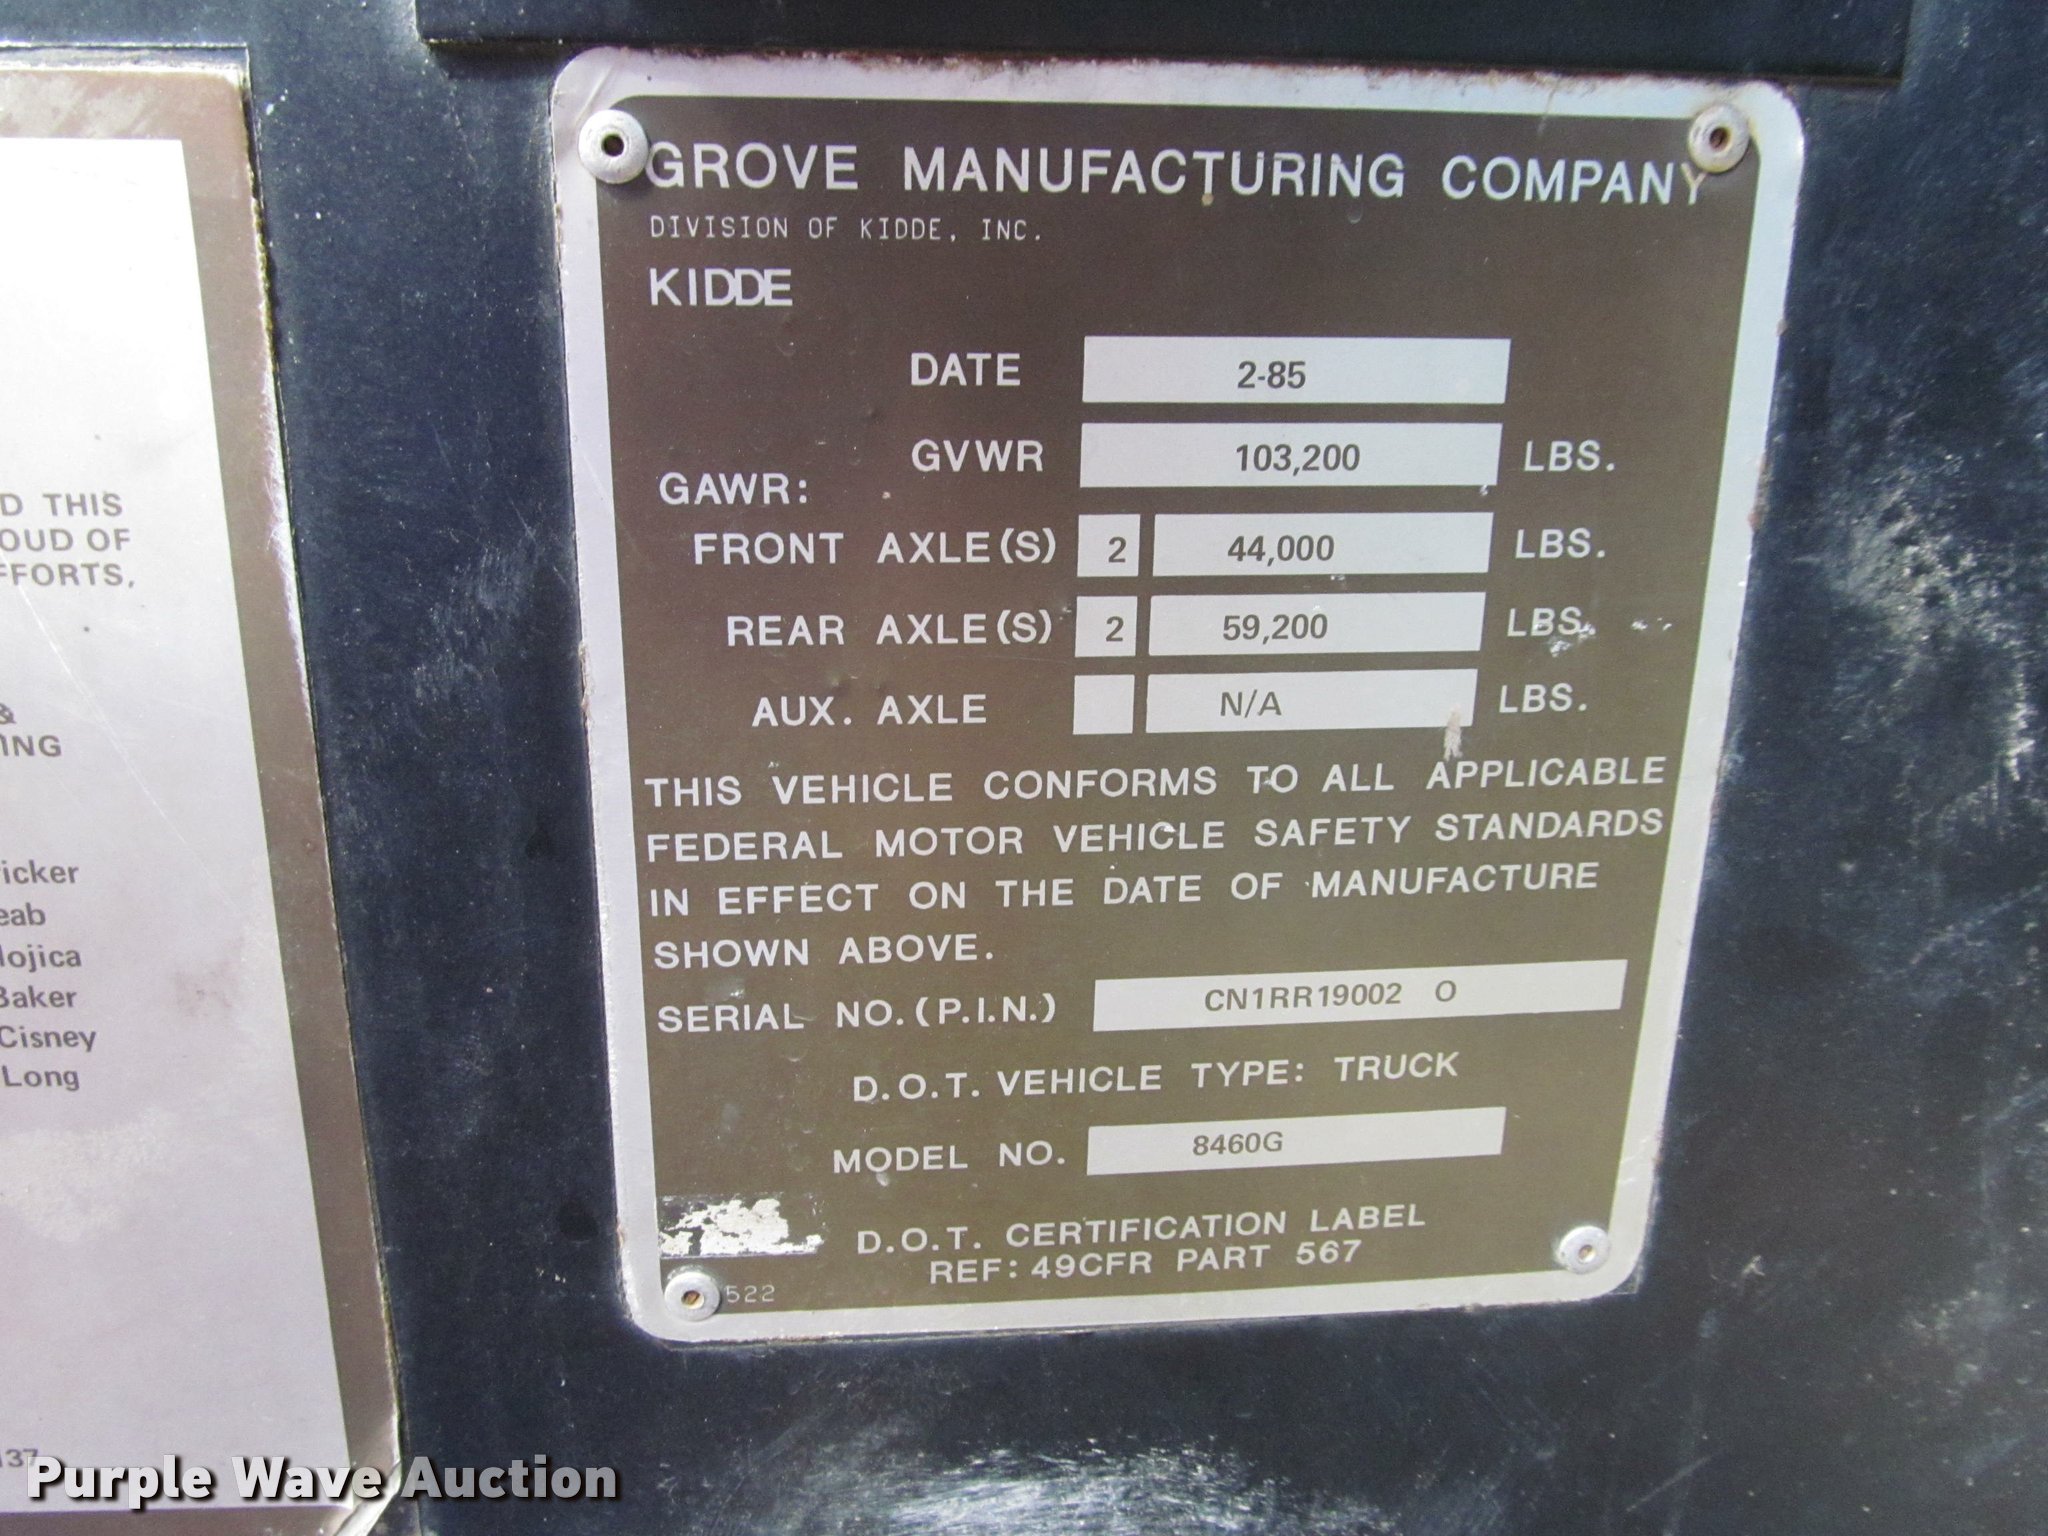 D THIS
OUD OF
FFORTS.
&
ING
icker
eab
ojica
Baker
Cisney
Long
137
GROVE MANUFACTURING COMPANY
DIVISION OF KIDDE, INC.
KIDDE
DATE 2-85
GVWR 103,200 LBS.
GAWR:
FRONT AXLE(S) 2 44,000 LBS.
REAR AXLE(S) 2 59,200 LBS.
AUX. AXLE N/A LBS.
THIS VEHICLE CONFORMS TO ALL APPLICABLE
FEDERAL MOTOR VEHICLE SAFETY STANDARDS
IN EFFECT ON THE DATE OF MANUFACTURE
SHOWN ABOVE.
SERIAL NO.(P.I.N.) CN1RR19002 O
D.O.T. VEHICLE TYPE: TRUCK
MODEL NO. 8460G
D.O.T. CERTIFICATION LABEL
REF: 49CFR PART 567
522
Purple Wave Auction